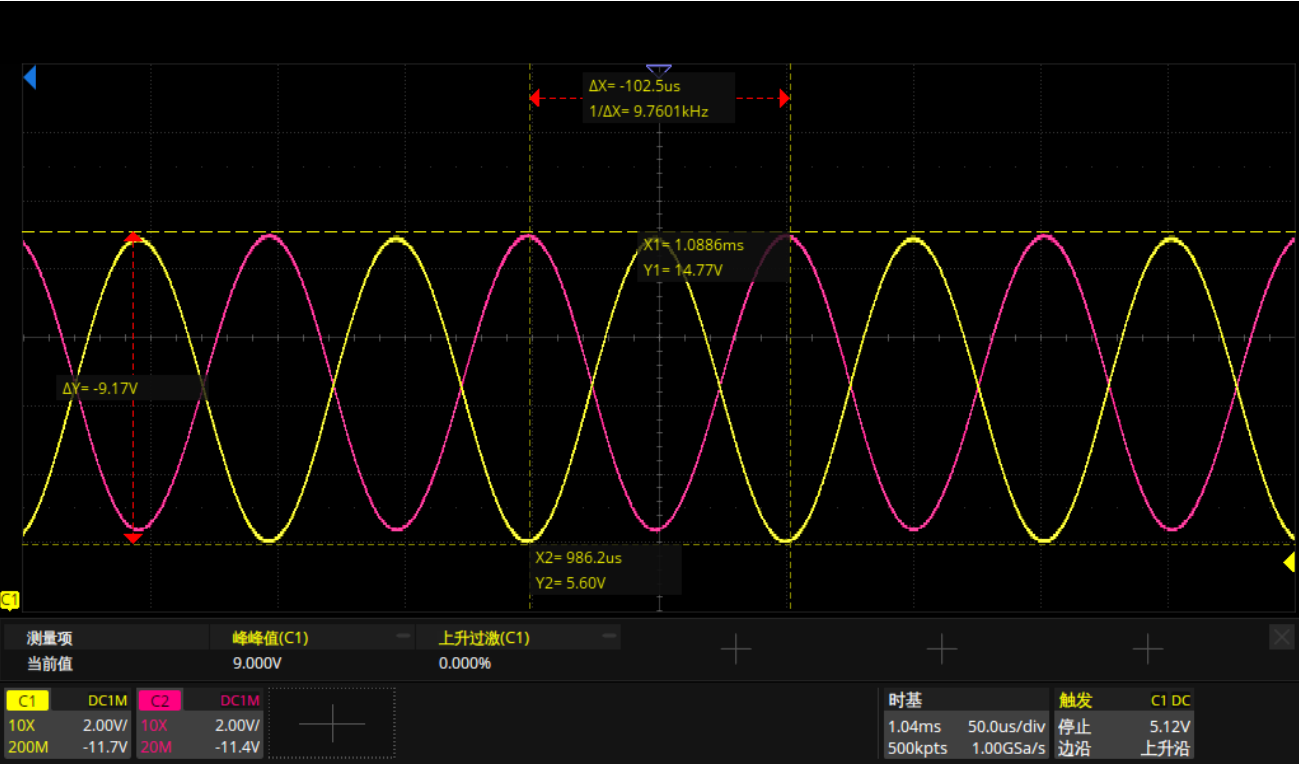 ΔX= -102.5us
1/ΔX= 9.7601kHz
X1= 1.0886ms
Y1= 14.77V
ΔY= -9.17V
X2= 986.2us
Y2= 5.60V
C1
测量项 峰峰值(C1) 上升过激(C1)
当前值 9.000V 0.000%
C1 DC1M C2 DC1M 时基 触发 C1 DC
10X 2.00V/ 10X 2.00V/ 1.04ms 50.0us/div 停止 5.12V
200M -11.7V 20M -11.4V 500kpts 1.00GSa/s 边沿 上升沿